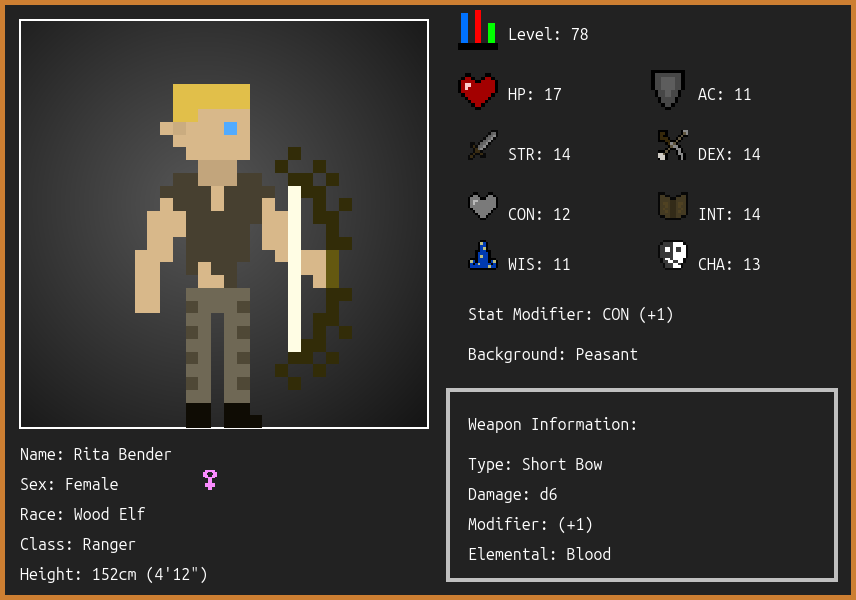 Level: 78
HP: 17
AC: 11
STR: 14
DEX: 14
CON: 12
INT: 14
WIS: 11
CHA: 13
Stat Modifier: CON (+1)
Background: Peasant
Weapon Information:
Type: Short Bow
Damage: d6
Modifier: (+1)
Elemental: Blood
Name: Rita Bender
Sex: Female
Race: Wood Elf
Class: Ranger
Height: 152cm (4'12")